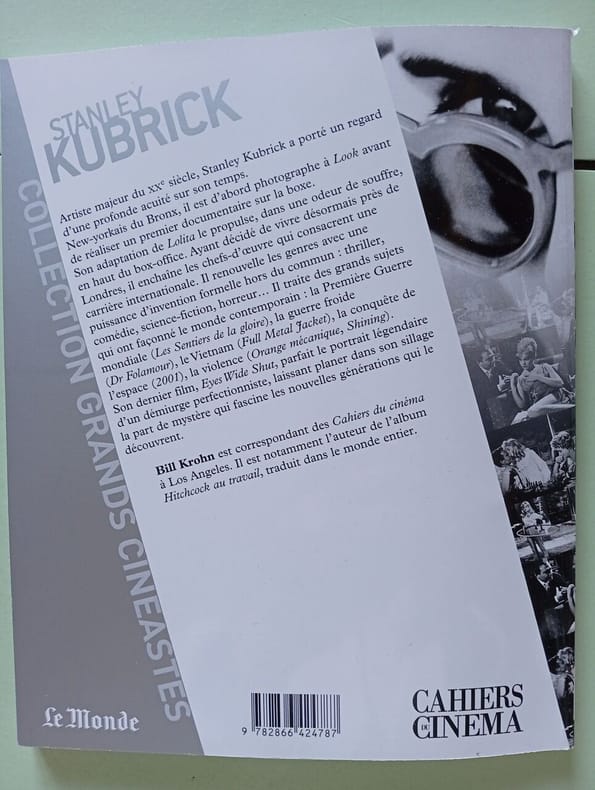 STANLEY
KUBRICK
Artiste majeur du XXe siècle, Stanley Kubrick a porté un regard
d'une profonde acuité sur son temps.
New-yorkais du Bronx, il est d'abord photographe à Look avant
de réaliser un premier documentaire sur la boxe.
Son adaptation de Lolita le propulse, dans une odeur de souffre,
en haut du box-office. Ayant décidé de vivre désormais près de
Londres, il enchaîne les chefs-d'œuvre qui consacrent une
carrière internationale. Il renouvelle les genres avec une
puissance d'invention formelle hors du commun : thriller,
comédie, science-fiction, horreur… Il traite des grands sujets
qui ont façonné le monde contemporain : la Première Guerre
mondiale (Les Sentiers de la gloire), la guerre froide
(Dr Folamour), le Vietnam (Full Metal Jacket), la conquête de
l'espace (2001), la violence (Orange mécanique, Shining).
Son dernier film, Eyes Wide Shut, parfait le portrait légendaire
d'un démiurge perfectionniste, laissant planer dans son sillage
la part de mystère qui fascine les nouvelles générations qui le
découvrent.
Bill Krohn est correspondant des Cahiers du cinéma
à Los Angeles. Il est notamment l'auteur de l'album
Hitchcock au travail, traduit dans le monde entier.
COLLECTION GRANDS CINEASTES
Le Monde
9 782866 424787
CAHIERS
DU
CINEMA